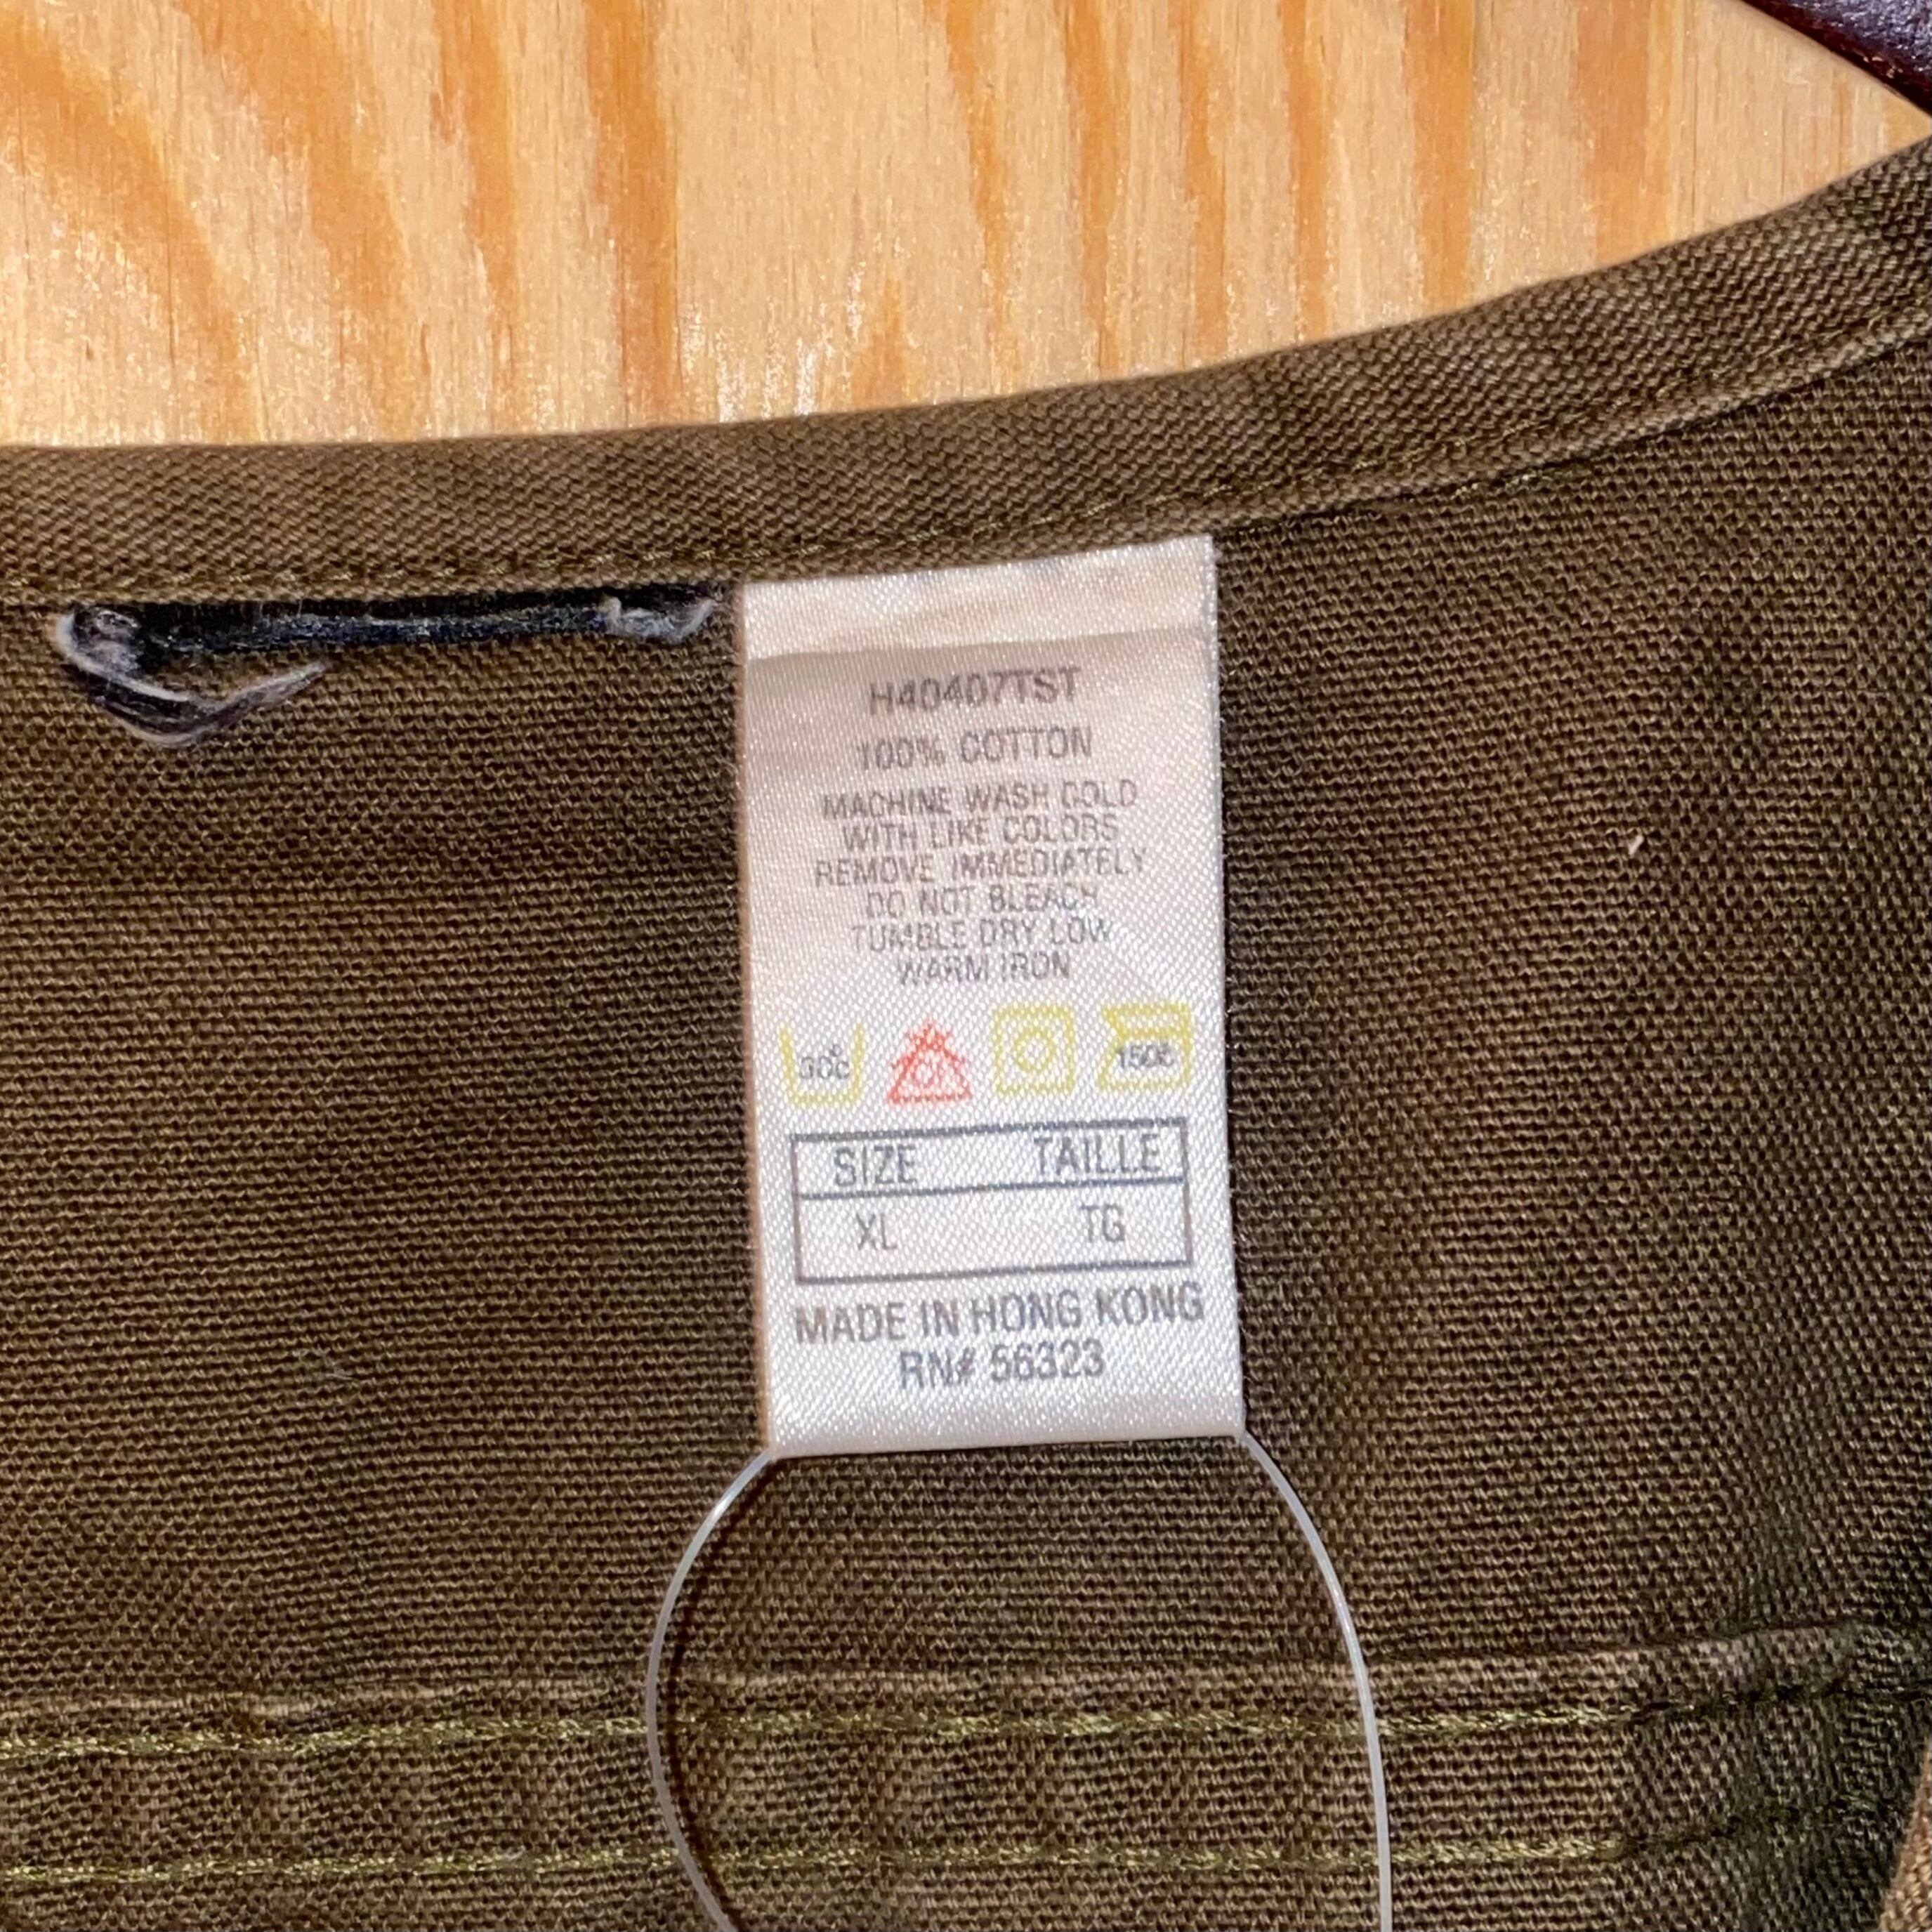 H40407TST
100% COTTON
MACHINE WASH COLD
WITH LIKE COLORS
REMOVE IMMEDIATELY
DO NOT BLEACH
TUMBLE DRY LOW
WARM IRON
30c Cl 150c
SIZE TAILLE
XL TG
MADE IN HONG KONG
RN# 56323